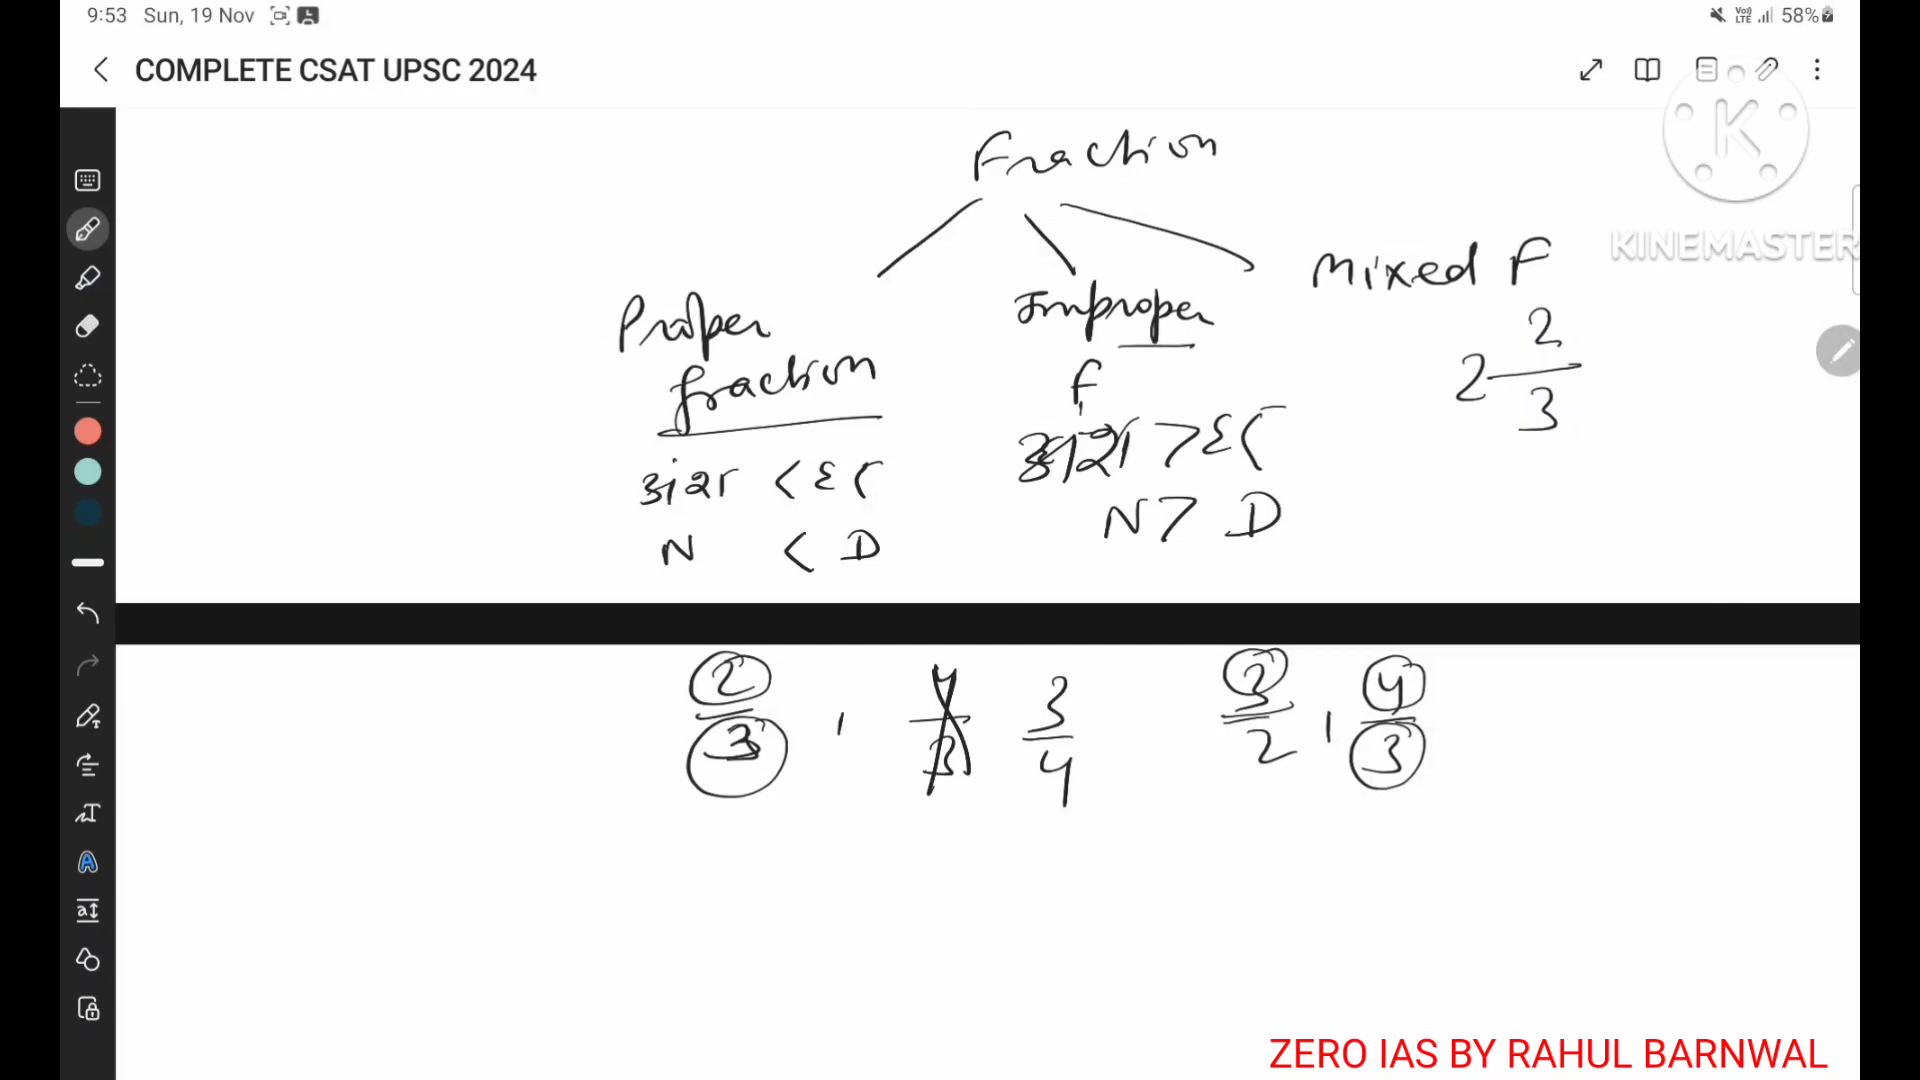 9:53 Sun, 19 Nov
58%
COMPLETE CSAT UPSC 2024
KINEMASTER
Fraction
Proper fraction
Improper F
Mixed F
2 2/3
अंश < हर
N < D
अंश > हर
N > D
2/3 , 4/3 3/4
3/2 , 4/3
ZERO IAS BY RAHUL BARNWAL